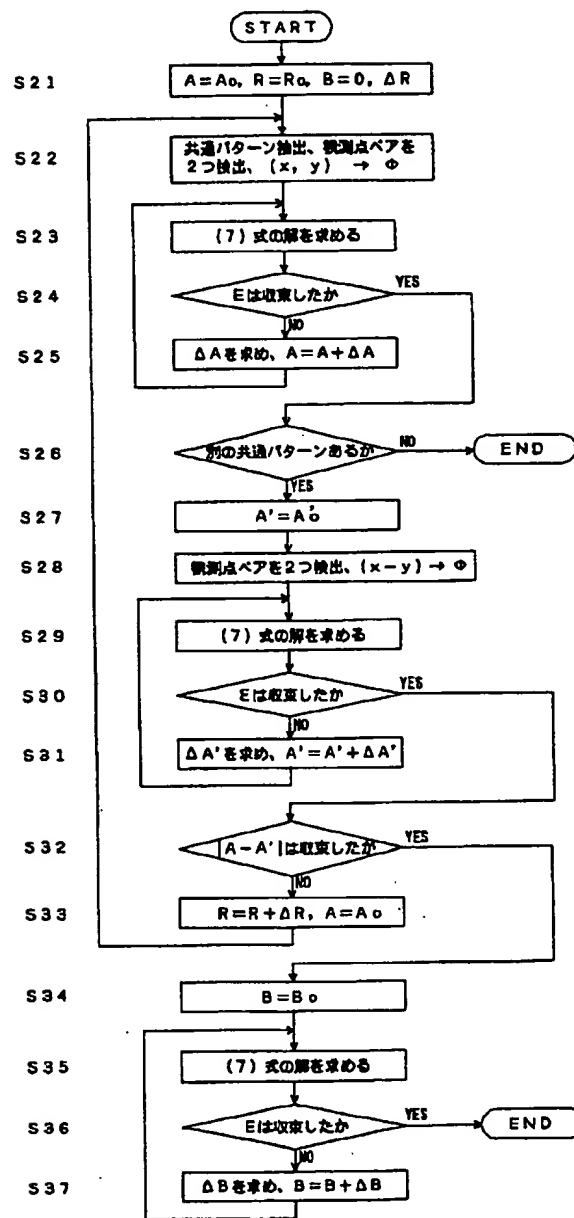 START
S21
A=A₀, R=R₀, B=0, ΔR
S22
共通パターン抽出、観測点ペアを
2つ検出、(x, y) → Φ
S23
(7) 式の解を求める
S24
Eは収束したか
YES
NO
S25
ΔAを求め、A=A+ΔA
S26
別の共通パターンあるか
NO
END
YES
S27
A'=A'₀
S28
観測点ペアを2つ検出、(x−y) → Φ
S29
(7) 式の解を求める
S30
Eは収束したか
YES
NO
S31
ΔA'を求め、A'=A'+ΔA'
S32
|A−A'|は収束したか
YES
NO
S33
R=R+ΔR, A=A₀
S34
B=B₀
S35
(7) 式の解を求める
S36
Eは収束したか
YES
END
NO
S37
ΔBを求め、B=B+ΔB